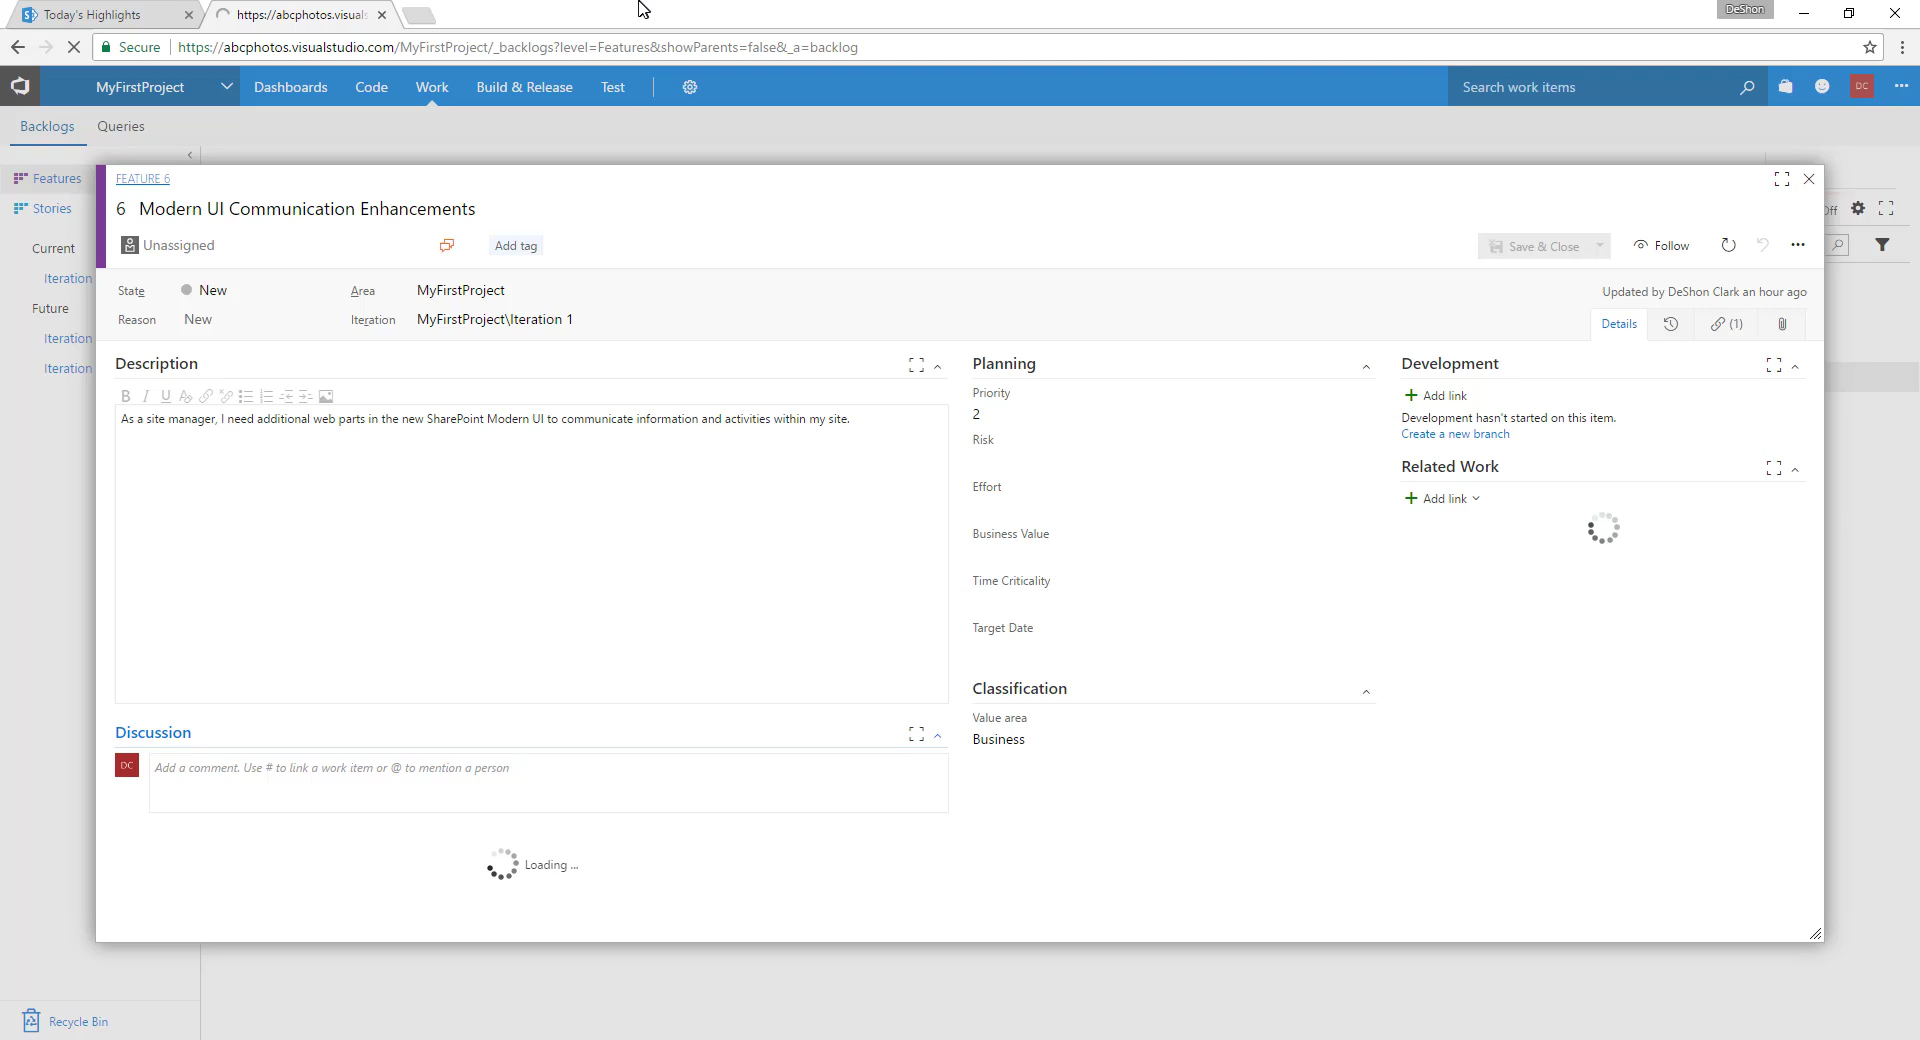 Today's Highlights
https://abcphotos.visuals
DeShon
Secure
https://abcphotos.visualstudio.com/MyFirstProject/_backlogs?level=Features&showParents=false&_a=backlog
MyFirstProject
Dashboards
Code
Work
Build & Release
Test
Search work items
DC
Backlogs
Queries
Features
Stories
Current
Iteration
Future
Iteration
Iteration
Recycle Bin
FEATURE 6
6 Modern UI Communication Enhancements
Unassigned
Add tag
Save & Close
Follow
State
New
Area
MyFirstProject
Updated by DeShon Clark an hour ago
Reason
New
Iteration
MyFirstProject\Iteration 1
Details
(1)
Description
B I U
As a site manager, I need additional web parts in the new SharePoint Modern UI to communicate information and activities within my site.
Discussion
DC
Add a comment. Use # to link a work item or @ to mention a person
Loading ...
Planning
Priority
2
Risk
Effort
Business Value
Time Criticality
Target Date
Classification
Value area
Business
Development
Add link
Development hasn't started on this item.
Create a new branch
Related Work
Add link